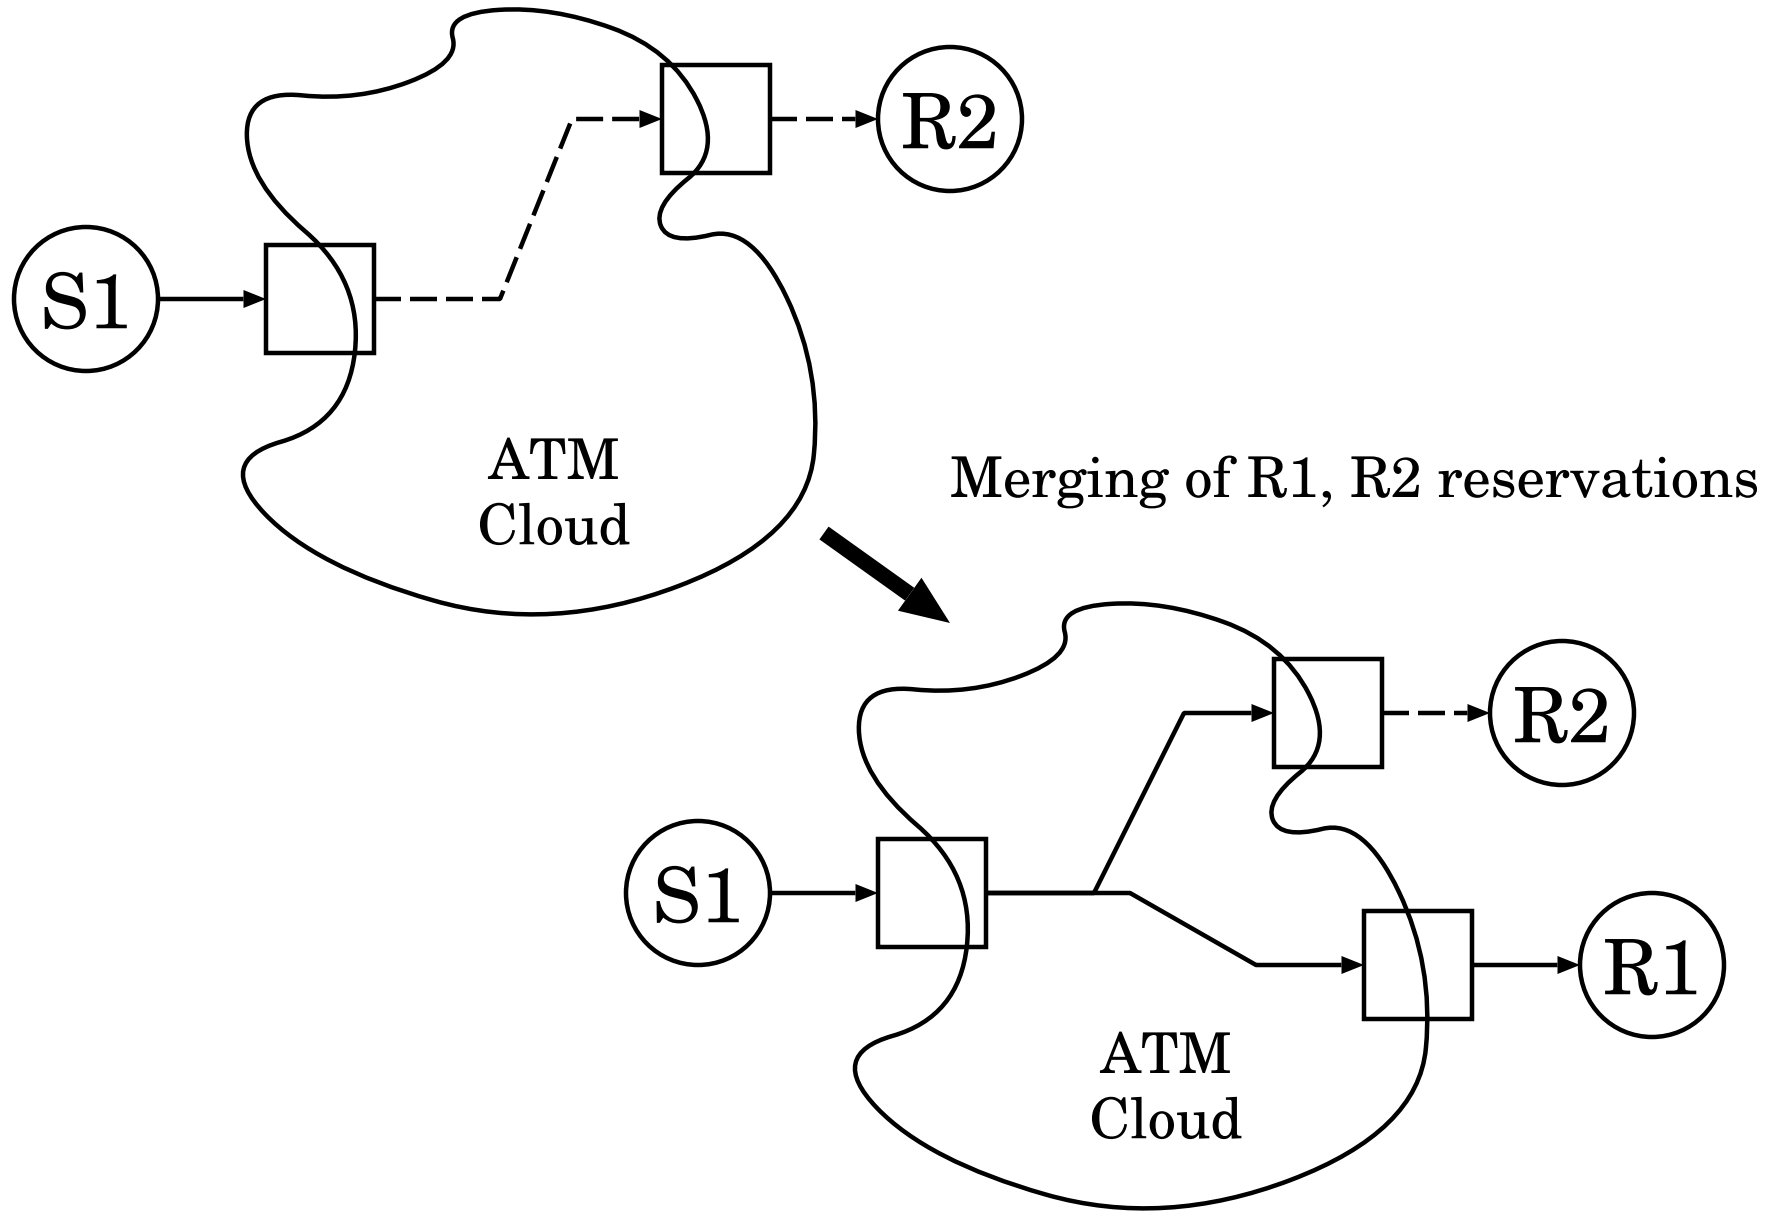 R2
S1
ATM
Cloud
Merging of R1, R2 reservations
R2
S1
R1
ATM
Cloud